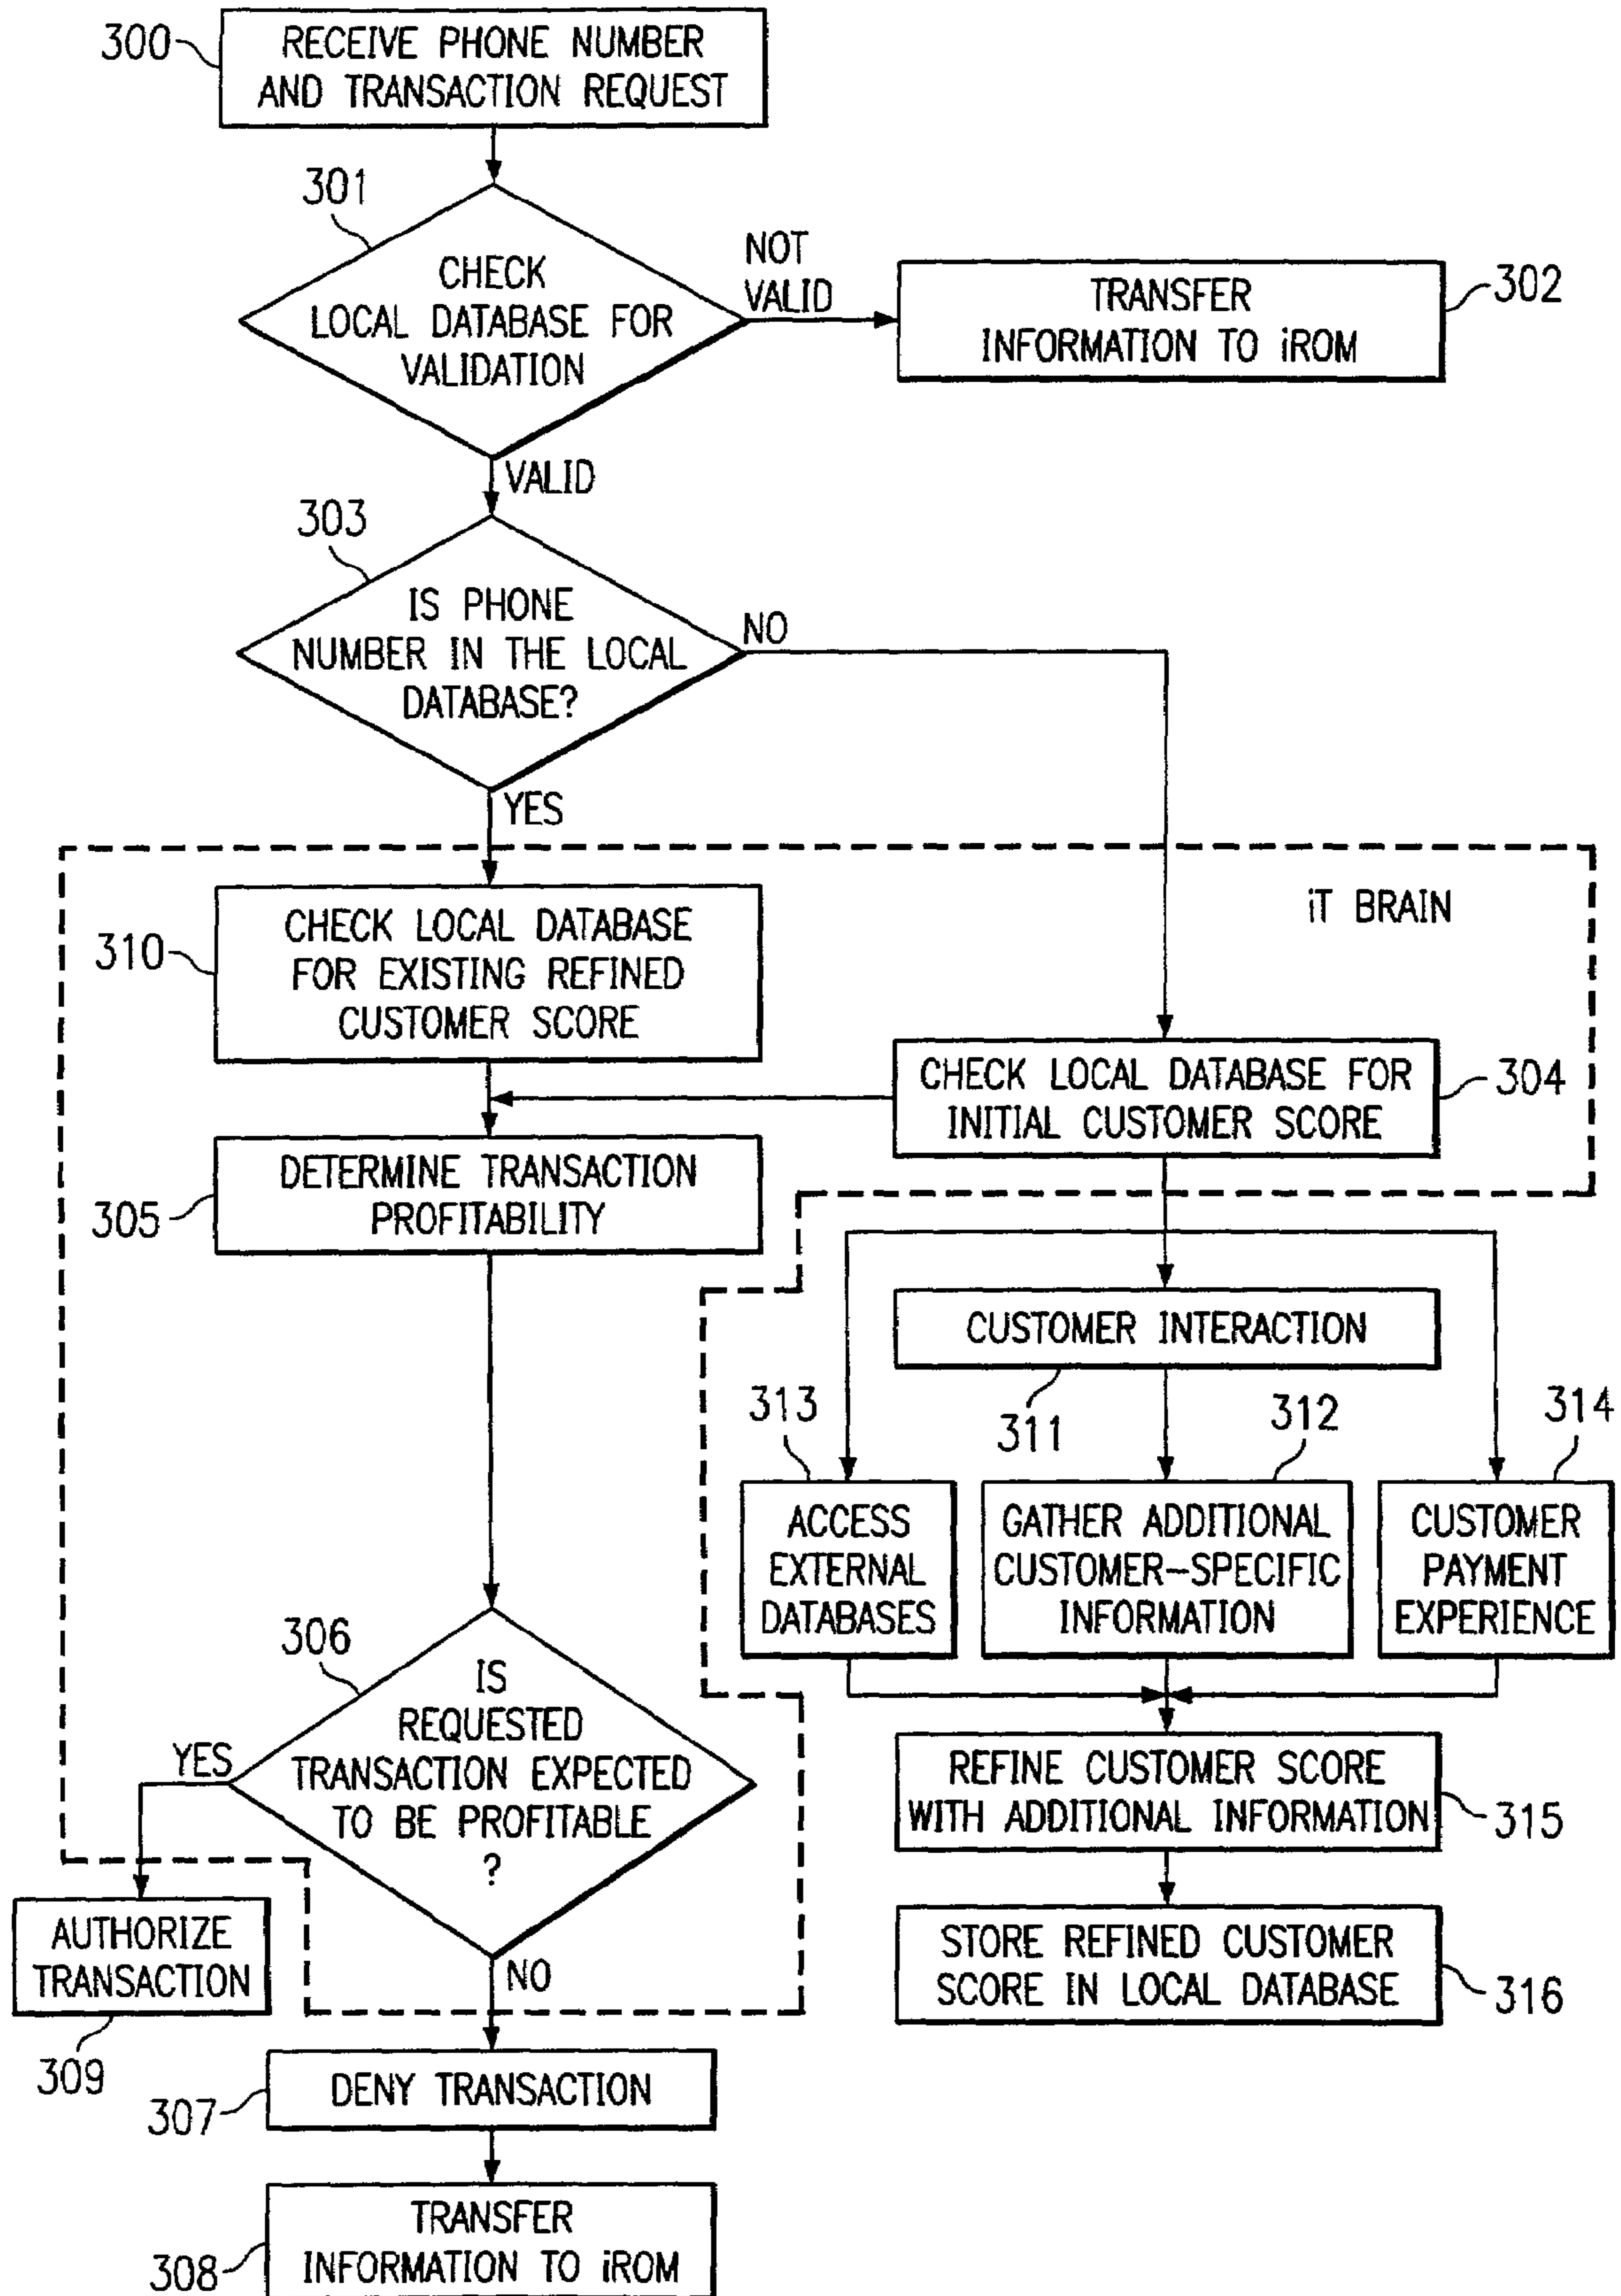 300
RECEIVE PHONE NUMBER
AND TRANSACTION REQUEST
301
CHECK
LOCAL DATABASE FOR
VALIDATION
NOT
VALID
TRANSFER
INFORMATION TO iROM
302
VALID
303
IS PHONE
NUMBER IN THE LOCAL
DATABASE?
NO
YES
iT BRAIN
310
CHECK LOCAL DATABASE
FOR EXISTING REFINED
CUSTOMER SCORE
CHECK LOCAL DATABASE FOR
INITIAL CUSTOMER SCORE
304
305
DETERMINE TRANSACTION
PROFITABILITY
CUSTOMER INTERACTION
311
313
312
314
ACCESS
EXTERNAL
DATABASES
GATHER ADDITIONAL
CUSTOMER-SPECIFIC
INFORMATION
CUSTOMER
PAYMENT
EXPERIENCE
306
IS
REQUESTED
TRANSACTION EXPECTED
TO BE PROFITABLE
?
YES
REFINE CUSTOMER SCORE
WITH ADDITIONAL INFORMATION
315
AUTHORIZE
TRANSACTION
309
NO
STORE REFINED CUSTOMER
SCORE IN LOCAL DATABASE
316
DENY TRANSACTION
307
TRANSFER
INFORMATION TO iROM
308